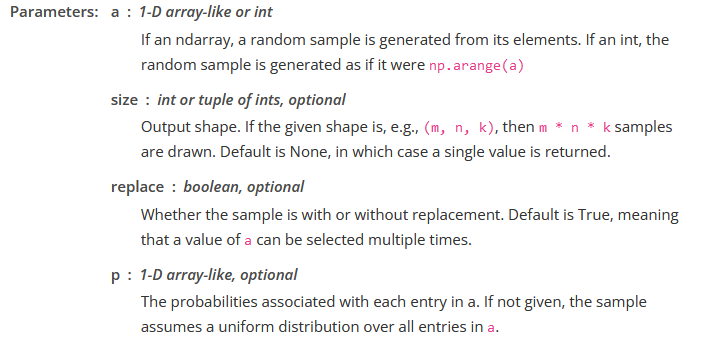 Parameters: a : 1-D array-like or int
If an ndarray, a random sample is generated from its elements. If an int, the
random sample is generated as if it were np.arange(a)
size : int or tuple of ints, optional
Output shape. If the given shape is, e.g., (m, n, k), then m * n * k samples
are drawn. Default is None, in which case a single value is returned.
replace : boolean, optional
Whether the sample is with or without replacement. Default is True, meaning
that a value of a can be selected multiple times.
p : 1-D array-like, optional
The probabilities associated with each entry in a. If not given, the sample
assumes a uniform distribution over all entries in a.